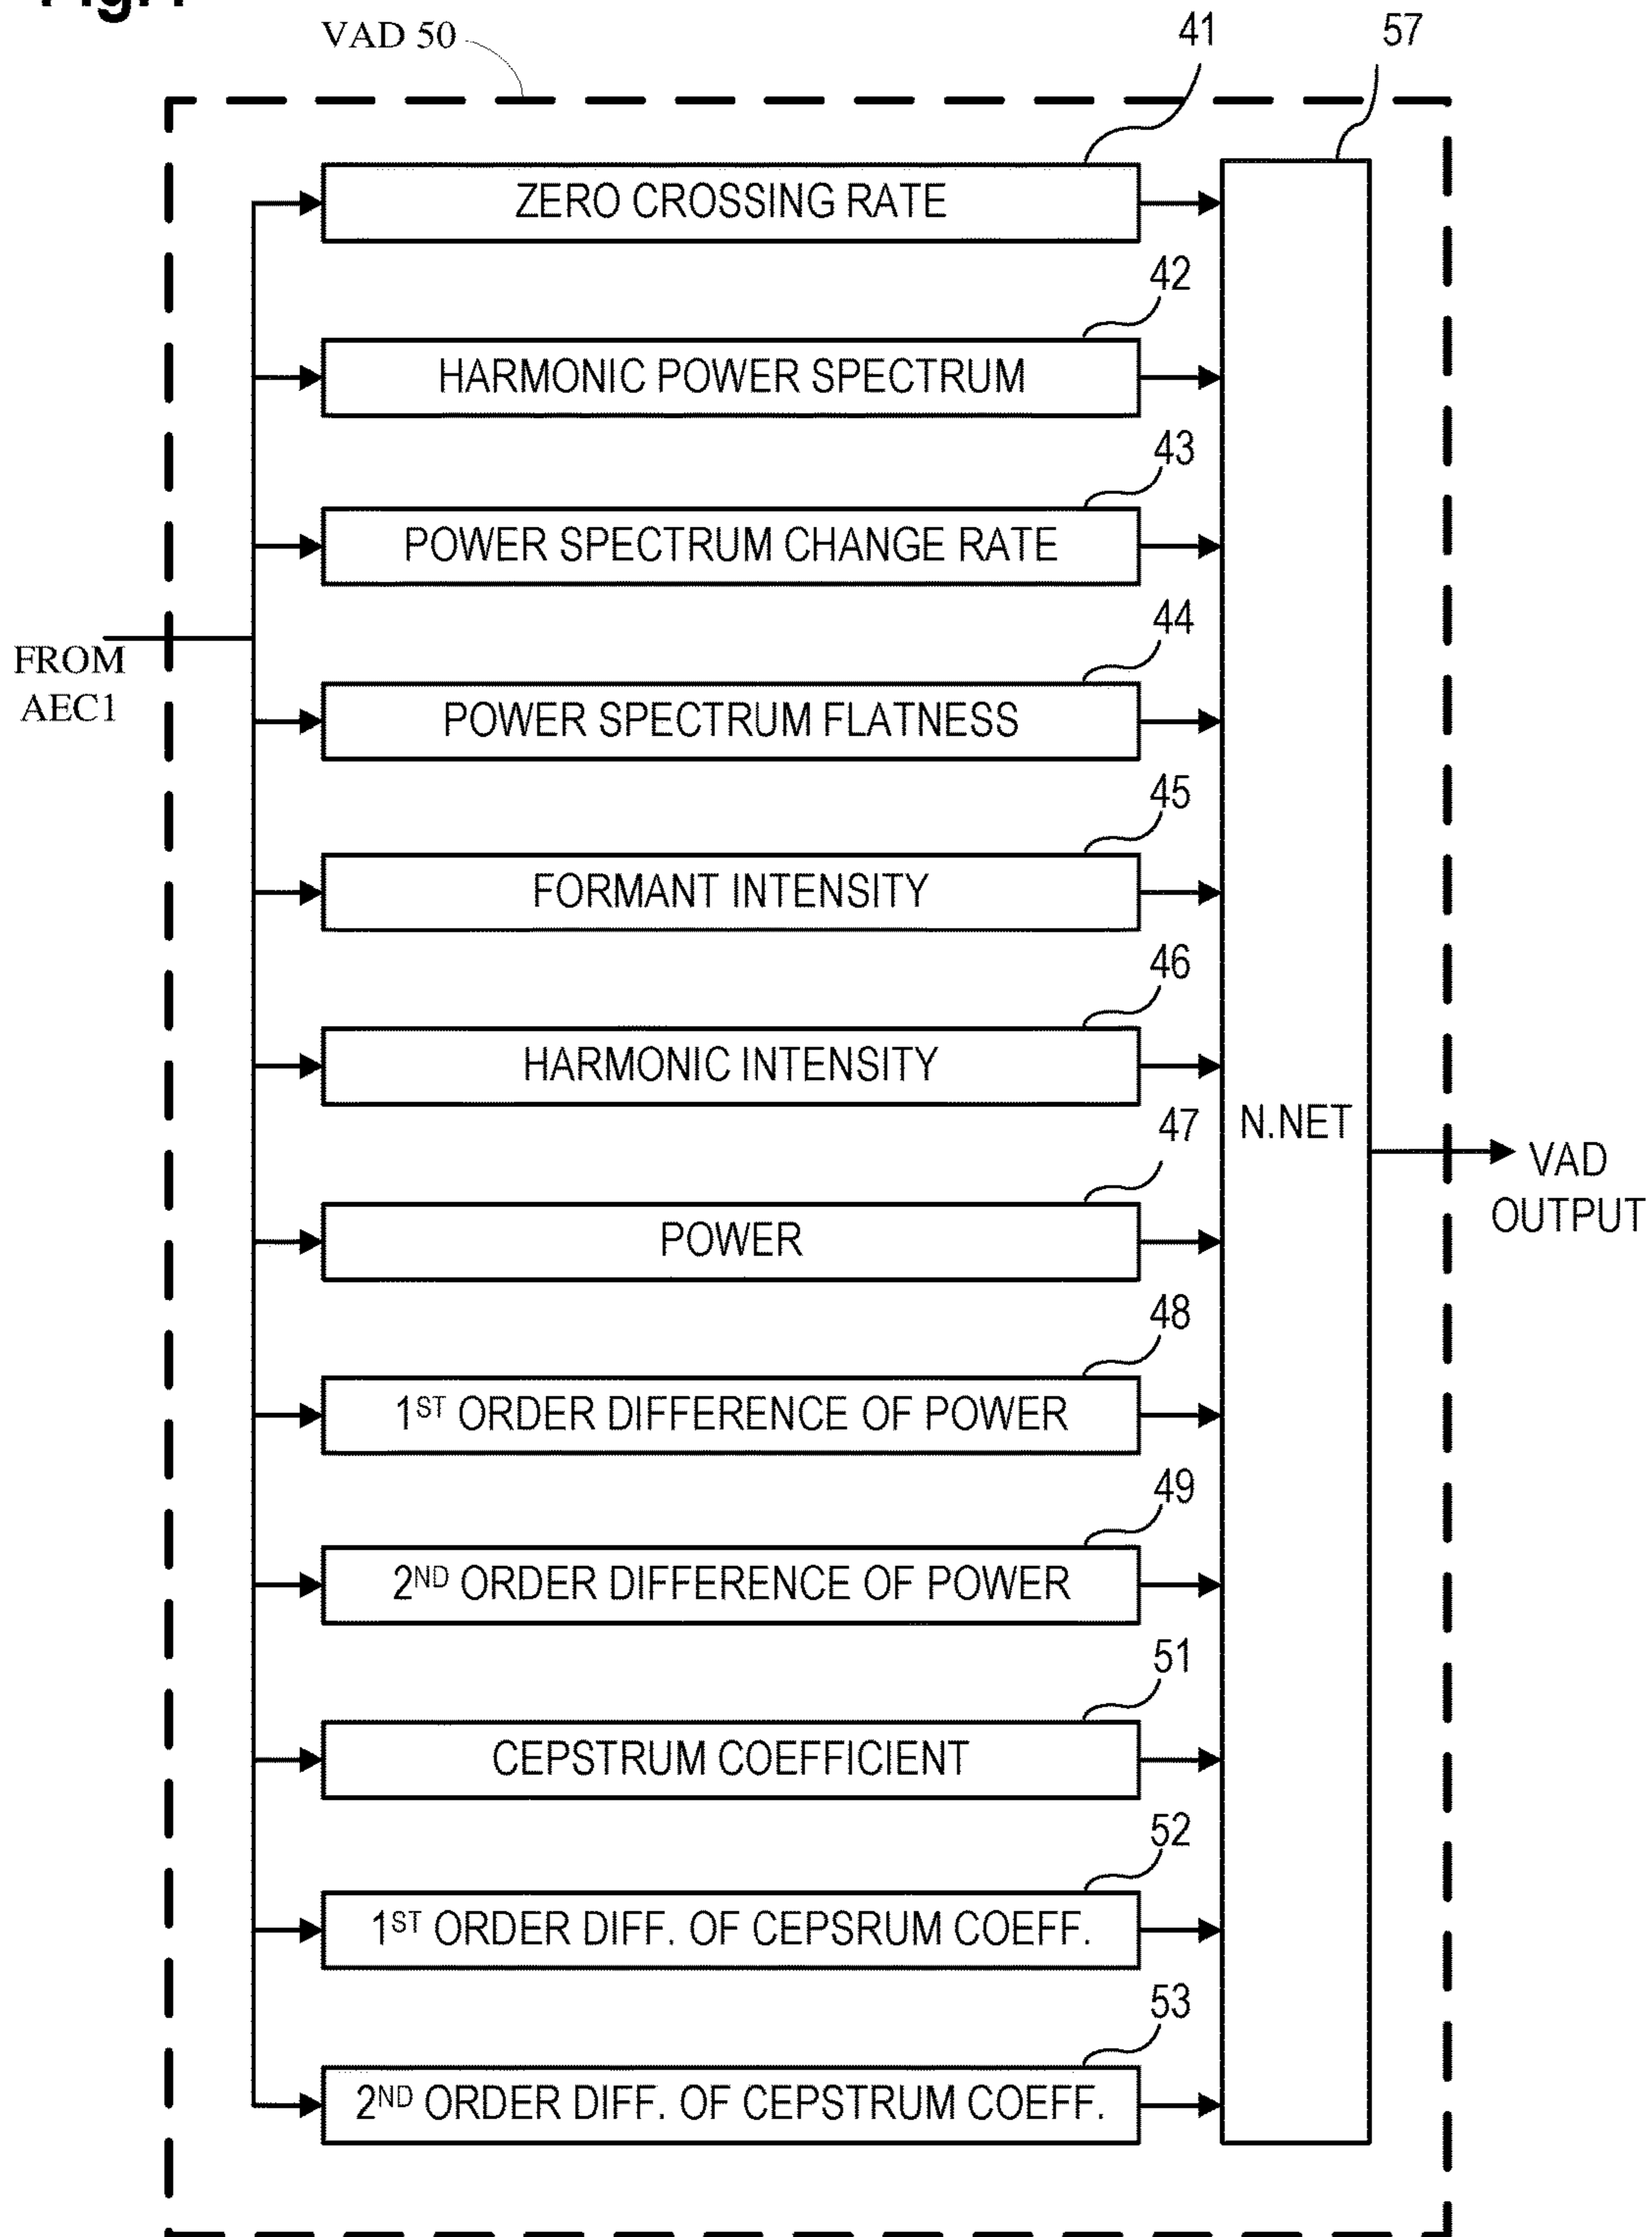 VAD 50
41
57
ZERO CROSSING RATE
42
HARMONIC POWER SPECTRUM
43
POWER SPECTRUM CHANGE RATE
44
FROM
AEC1
POWER SPECTRUM FLATNESS
45
FORMANT INTENSITY
46
HARMONIC INTENSITY
47
N.NET
VAD
OUTPUT
POWER
48
1ST ORDER DIFFERENCE OF POWER
49
2ND ORDER DIFFERENCE OF POWER
51
CEPSTRUM COEFFICIENT
52
1ST ORDER DIFF. OF CEPSRUM COEFF.
53
2ND ORDER DIFF. OF CEPSTRUM COEFF.